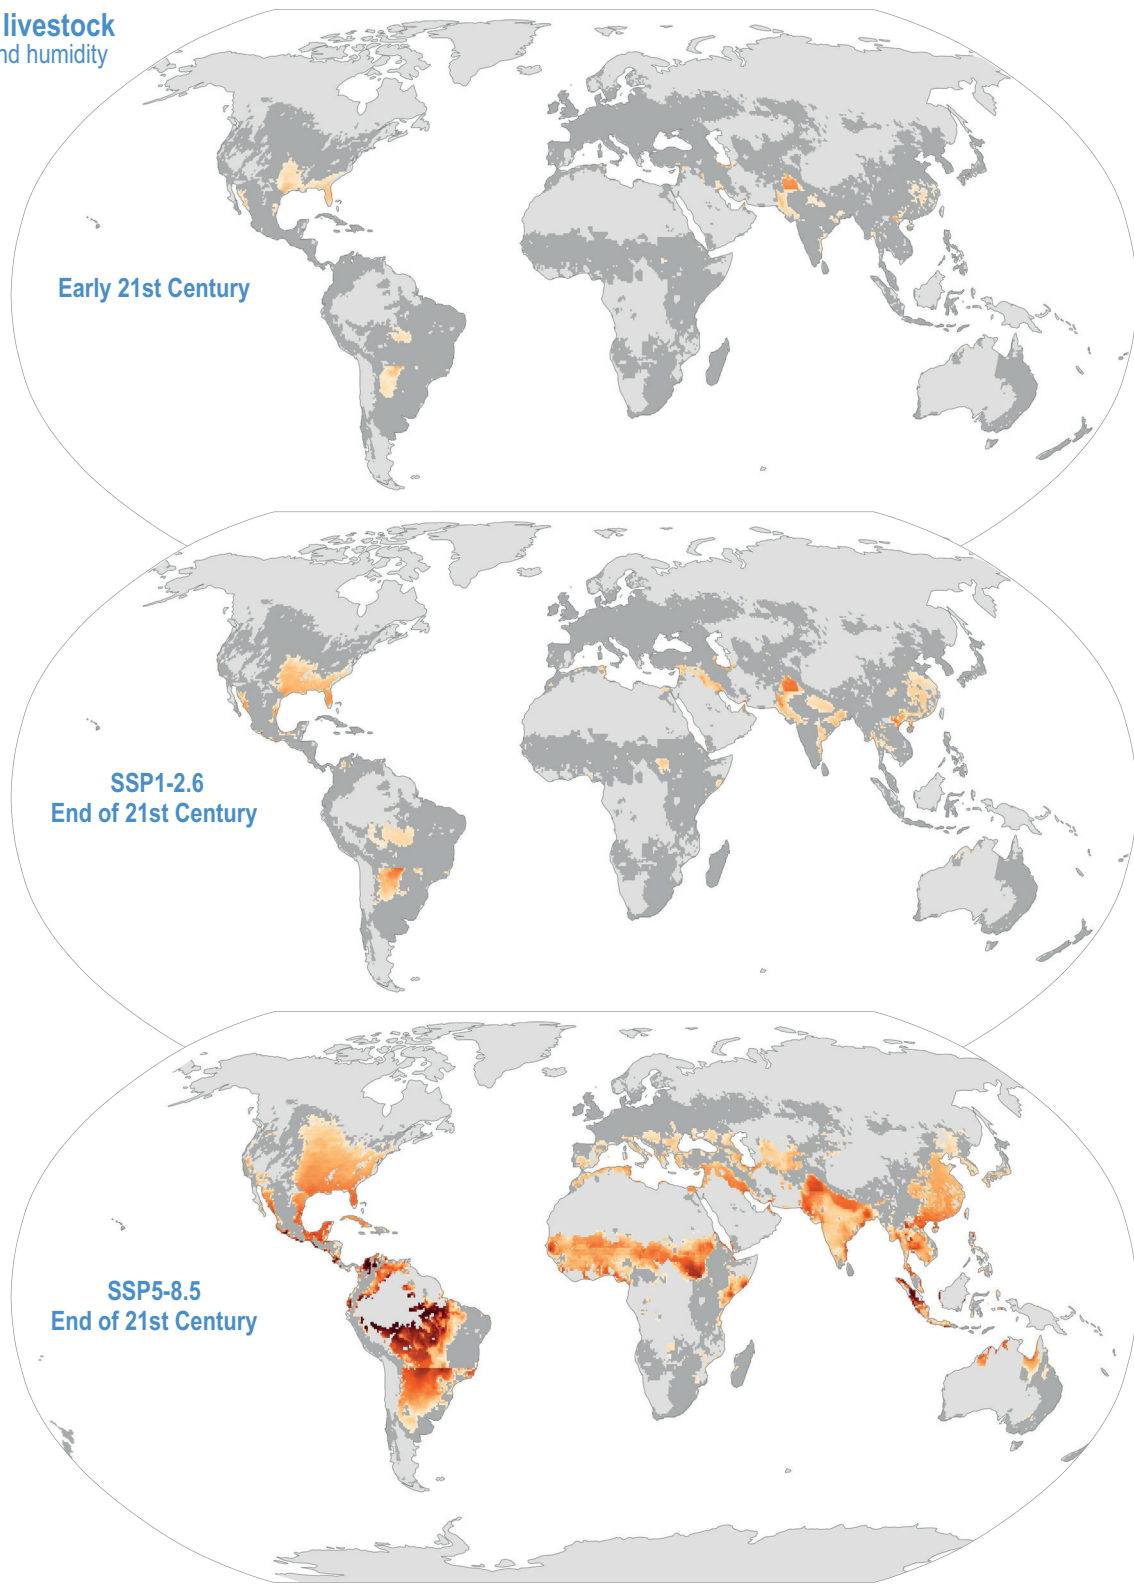 livestock
nd humidity
Early 21st Century
SSP1-2.6
End of 21st Century
SSP5-8.5
End of 21st Century